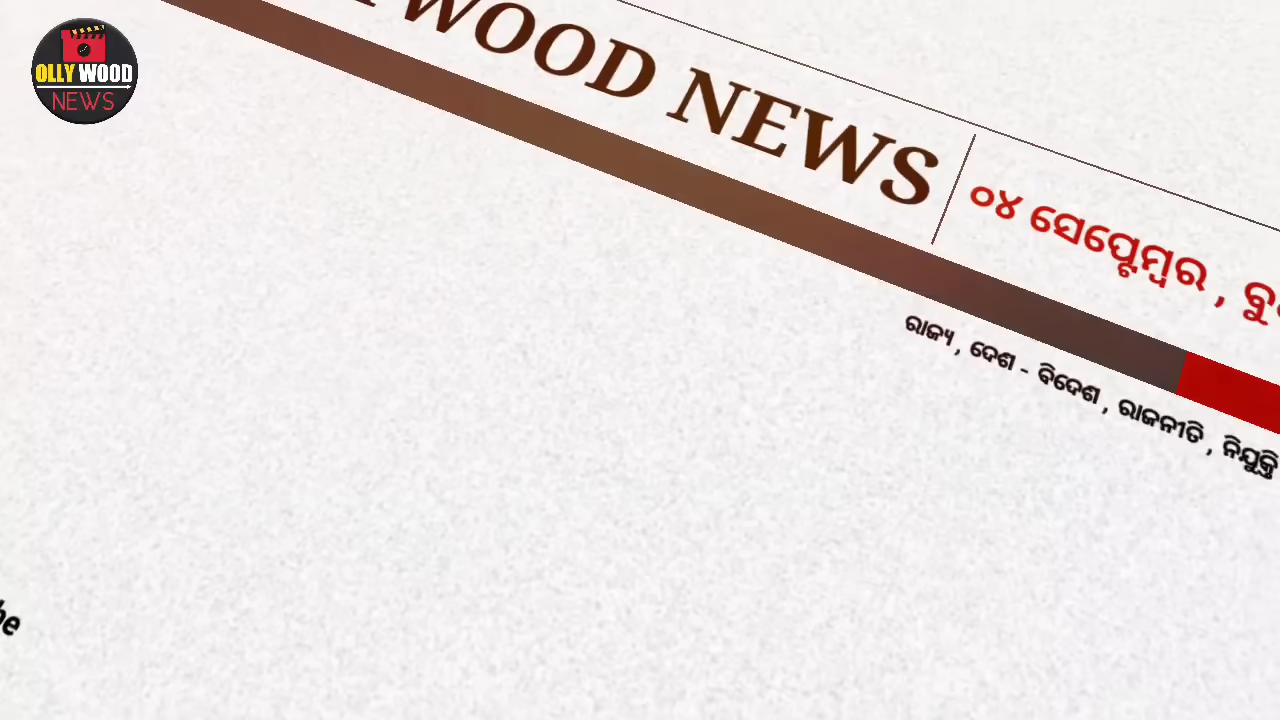 OLLY WOOD
NEWS
WOOD NEWS
୦୪ ସେପ୍ଟେମ୍ବର ,
ରାଜ୍ୟ , ଦେଶ - ବିଦେଶ , ରାଜନୀତି , ନିଯୁକ୍ତି